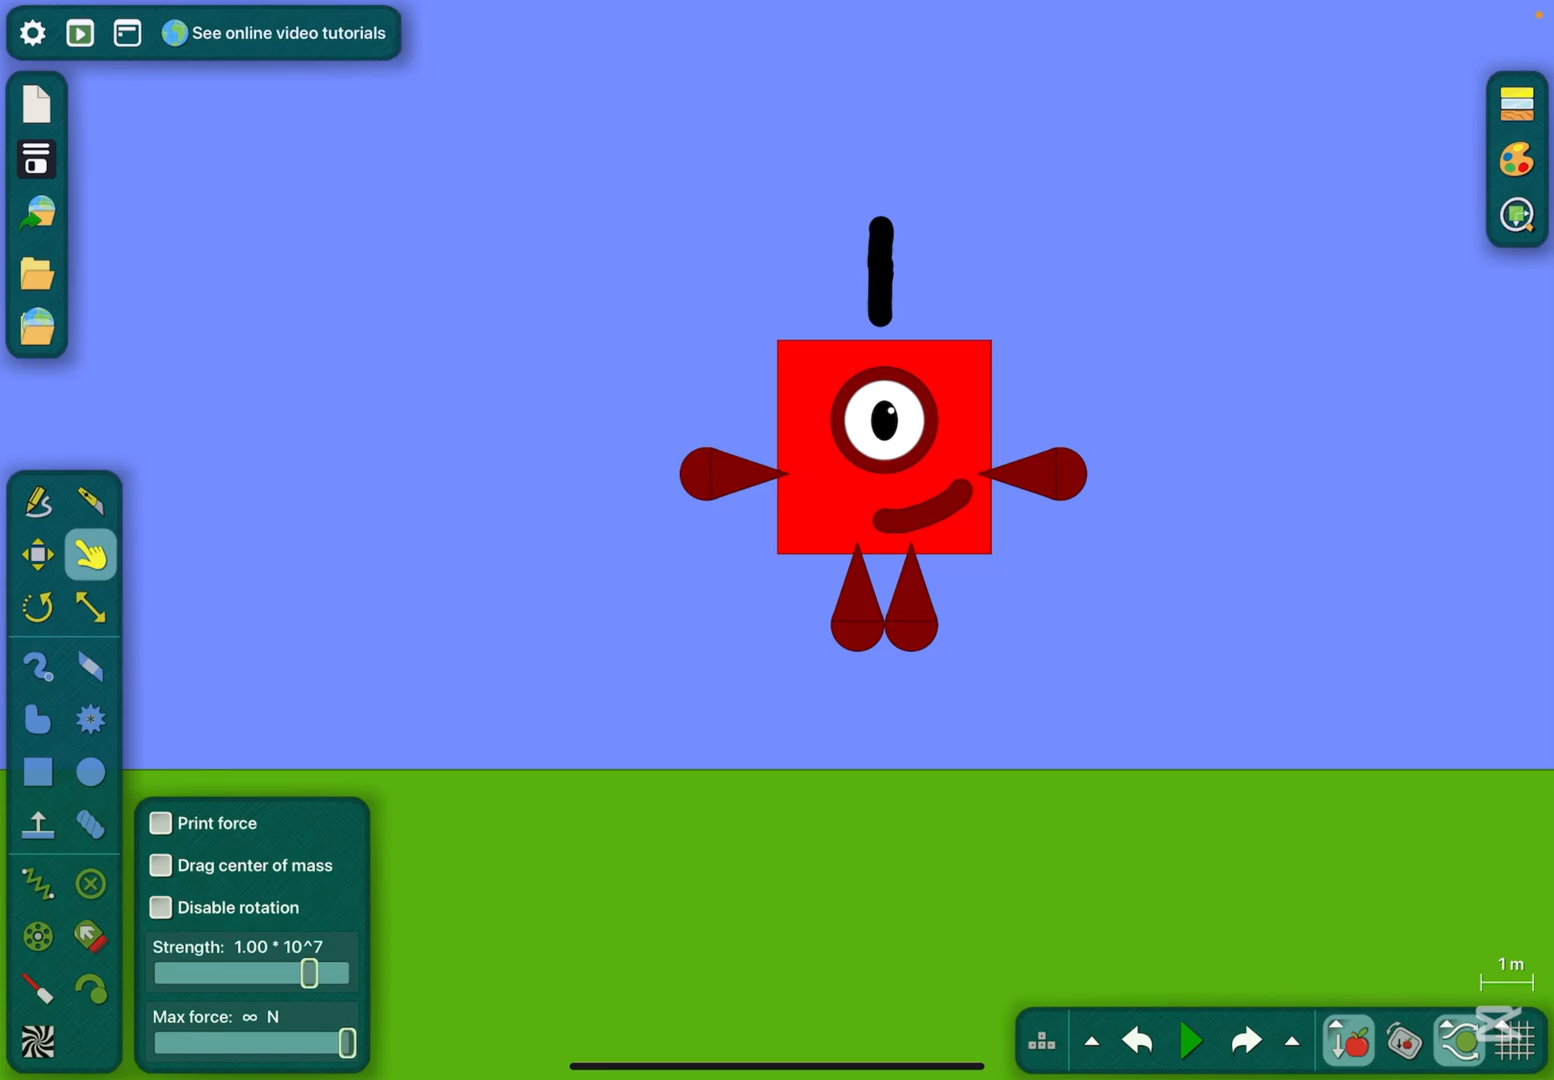 See online video tutorials
Print force
Drag center of mass
Disable rotation
Strength: 1.00 * 10^7
Max force: ∞ N
1 m